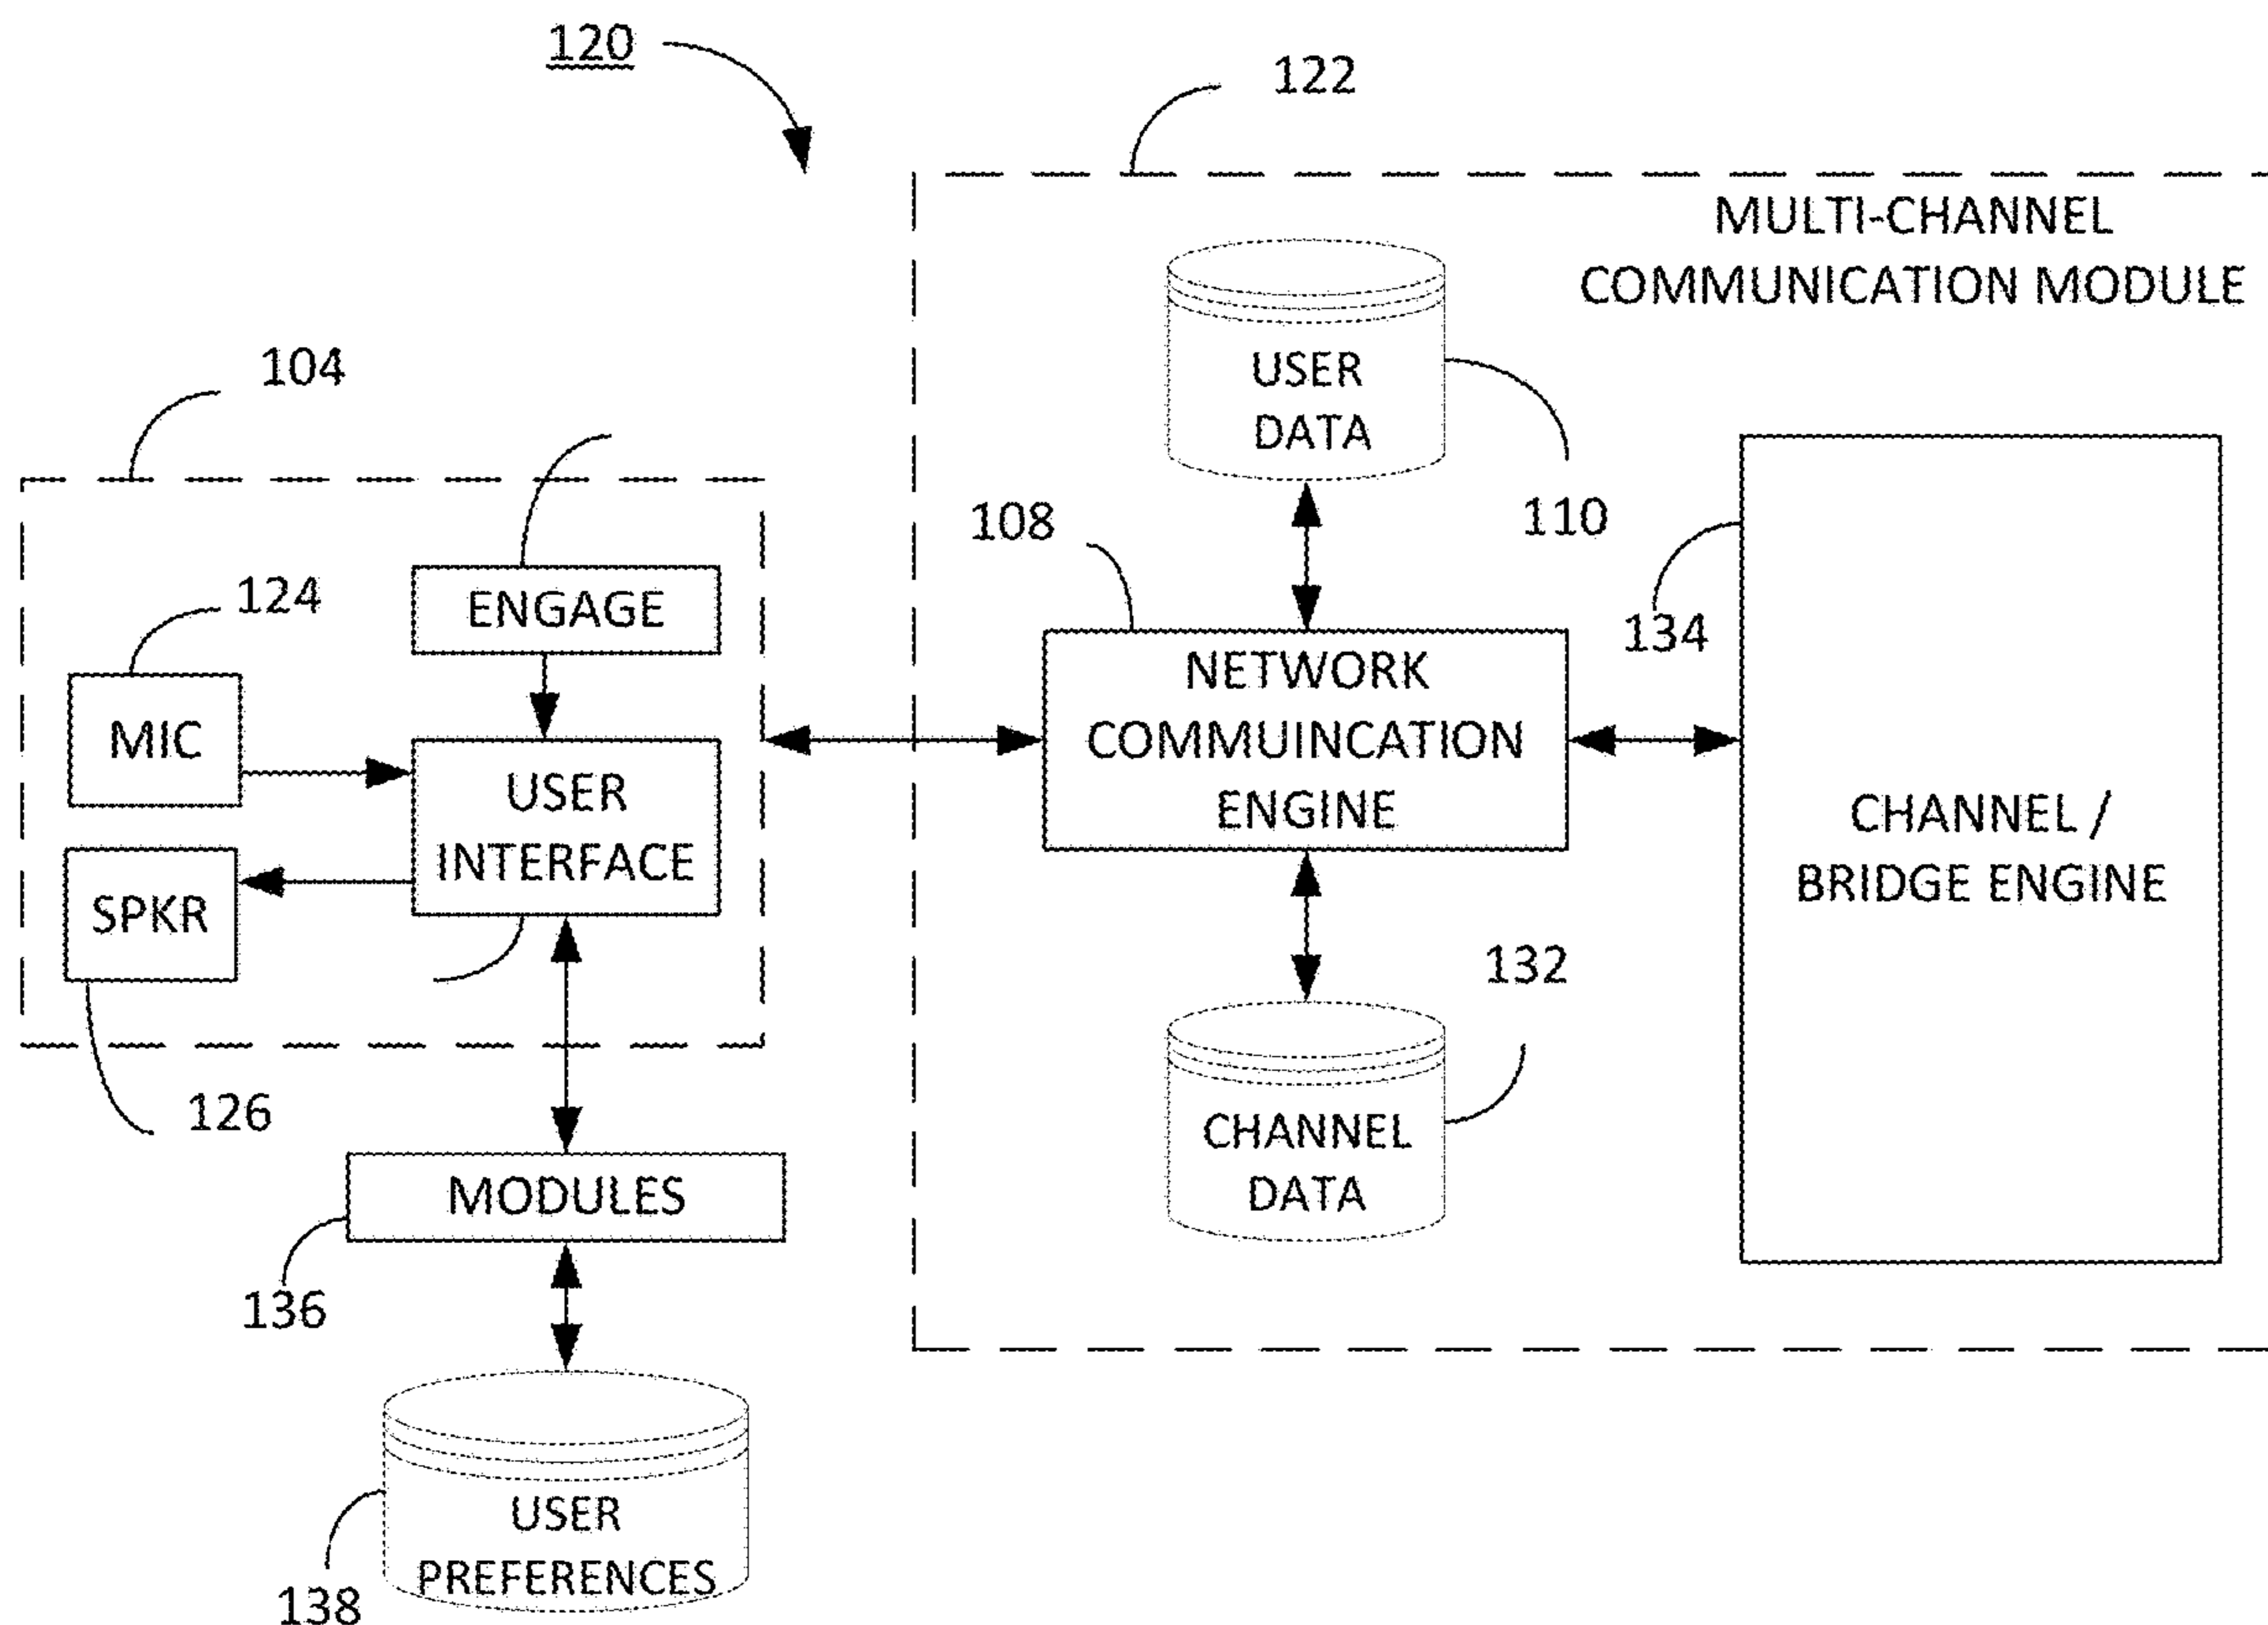 120
122
MULTI-CHANNEL
COMMUNICATION MODULE
USER
DATA
110
104
108
134
ENGAGE
124
MIC
NETWORK
COMMUINCATION
ENGINE
USER
INTERFACE
CHANNEL /
BRIDGE ENGINE
SPKR
132
126
CHANNEL
DATA
MODULES
136
USER
PREFERENCES
138